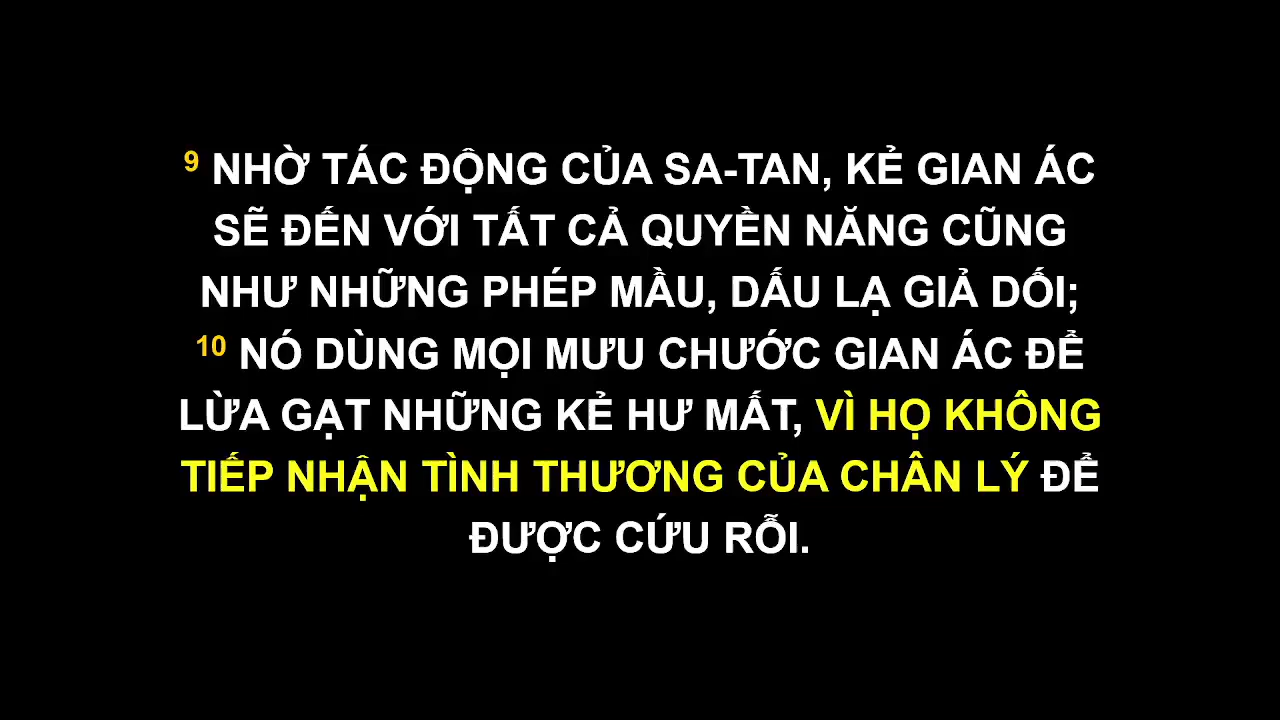 9 NHỜ TÁC ĐỘNG CỦA SA-TAN, KẺ GIAN ÁC
SẼ ĐẾN VỚI TẤT CẢ QUYỀN NĂNG CŨNG
NHƯ NHỮNG PHÉP MẦU, DẤU LẠ GIẢ DỐI;
10 NÓ DÙNG MỌI MƯU CHƯỚC GIAN ÁC ĐỂ
LỪA GẠT NHỮNG KẺ HƯ MẤT, VÌ HỌ KHÔNG
TIẾP NHẬN TÌNH THƯƠNG CỦA CHÂN LÝ ĐỂ
ĐƯỢC CỨU RỖI.